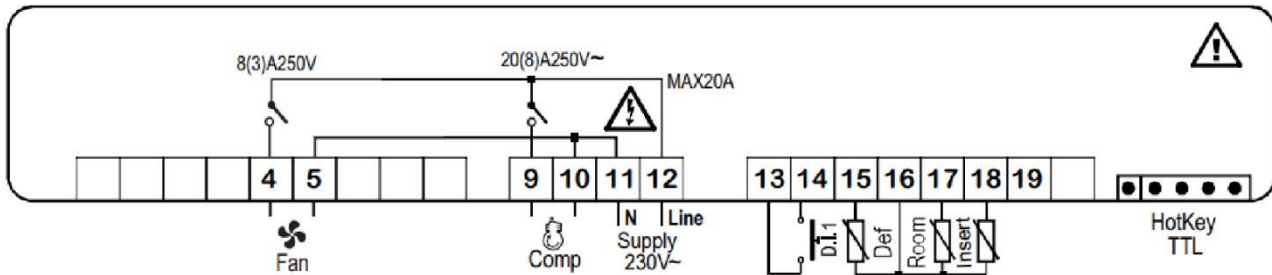 8(3)A250V
20(8)A250V~
MAX20A
4 5 9 10 11 12 13 14 15 16 17 18 19
Fan
Comp
N Line
Supply
230V~
D.I.1
Def
Room
Insert
HotKey
TTL